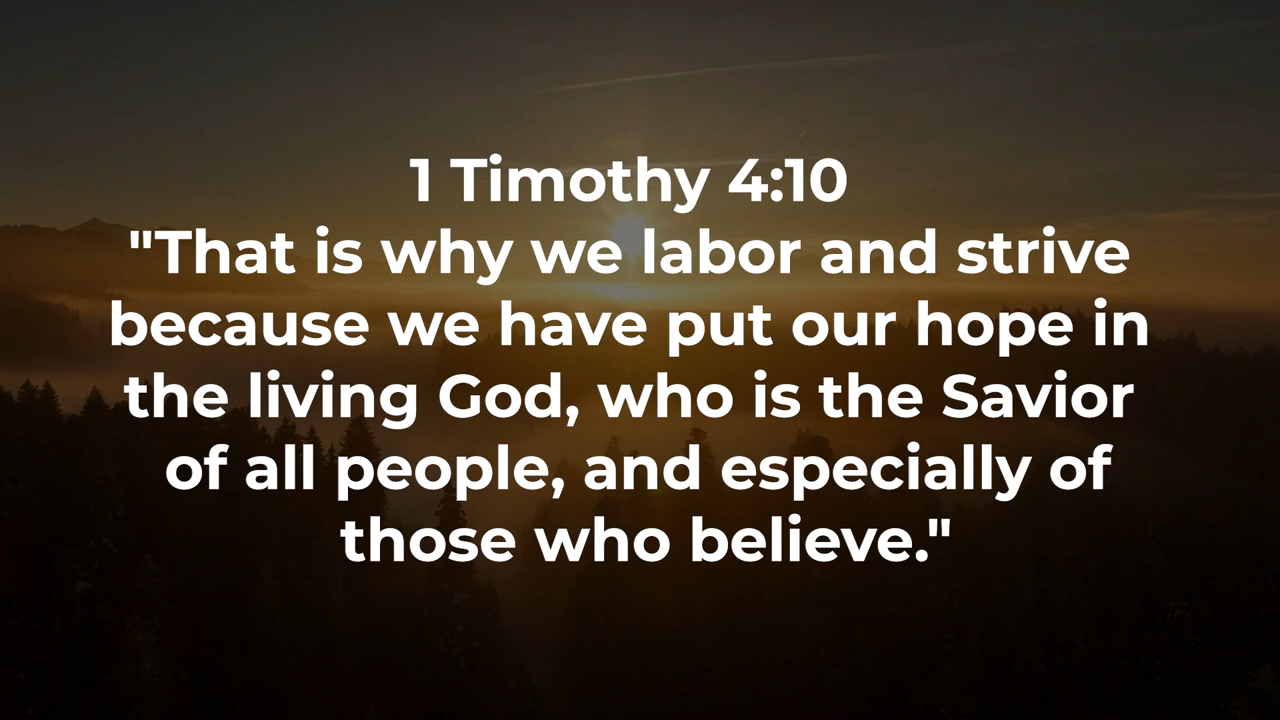 1 Timothy 4:10
"That is why we labor and strive
because we have put our hope in
the living God, who is the Savior
of all people, and especially of
those who believe."